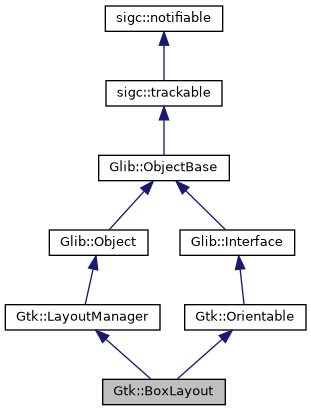 sigc::notifiable
sigc::trackable
Glib::ObjectBase
Glib::Object
Glib::Interface
Gtk::LayoutManager
Gtk::Orientable
Gtk::BoxLayout